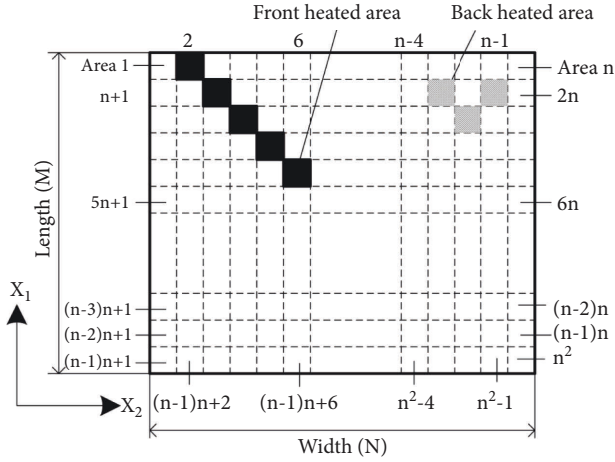 Front heated area
Back heated area
2
6
n-4
n-1
Area 1
Area n
n+1
2n
5n+1
6n
Length (M)
X₁
(n-3)n+1
(n-2)n
(n-2)n+1
(n-1)n
(n-1)n+1
n²
X₂
(n-1)n+2
(n-1)n+6
n²-4
n²-1
Width (N)